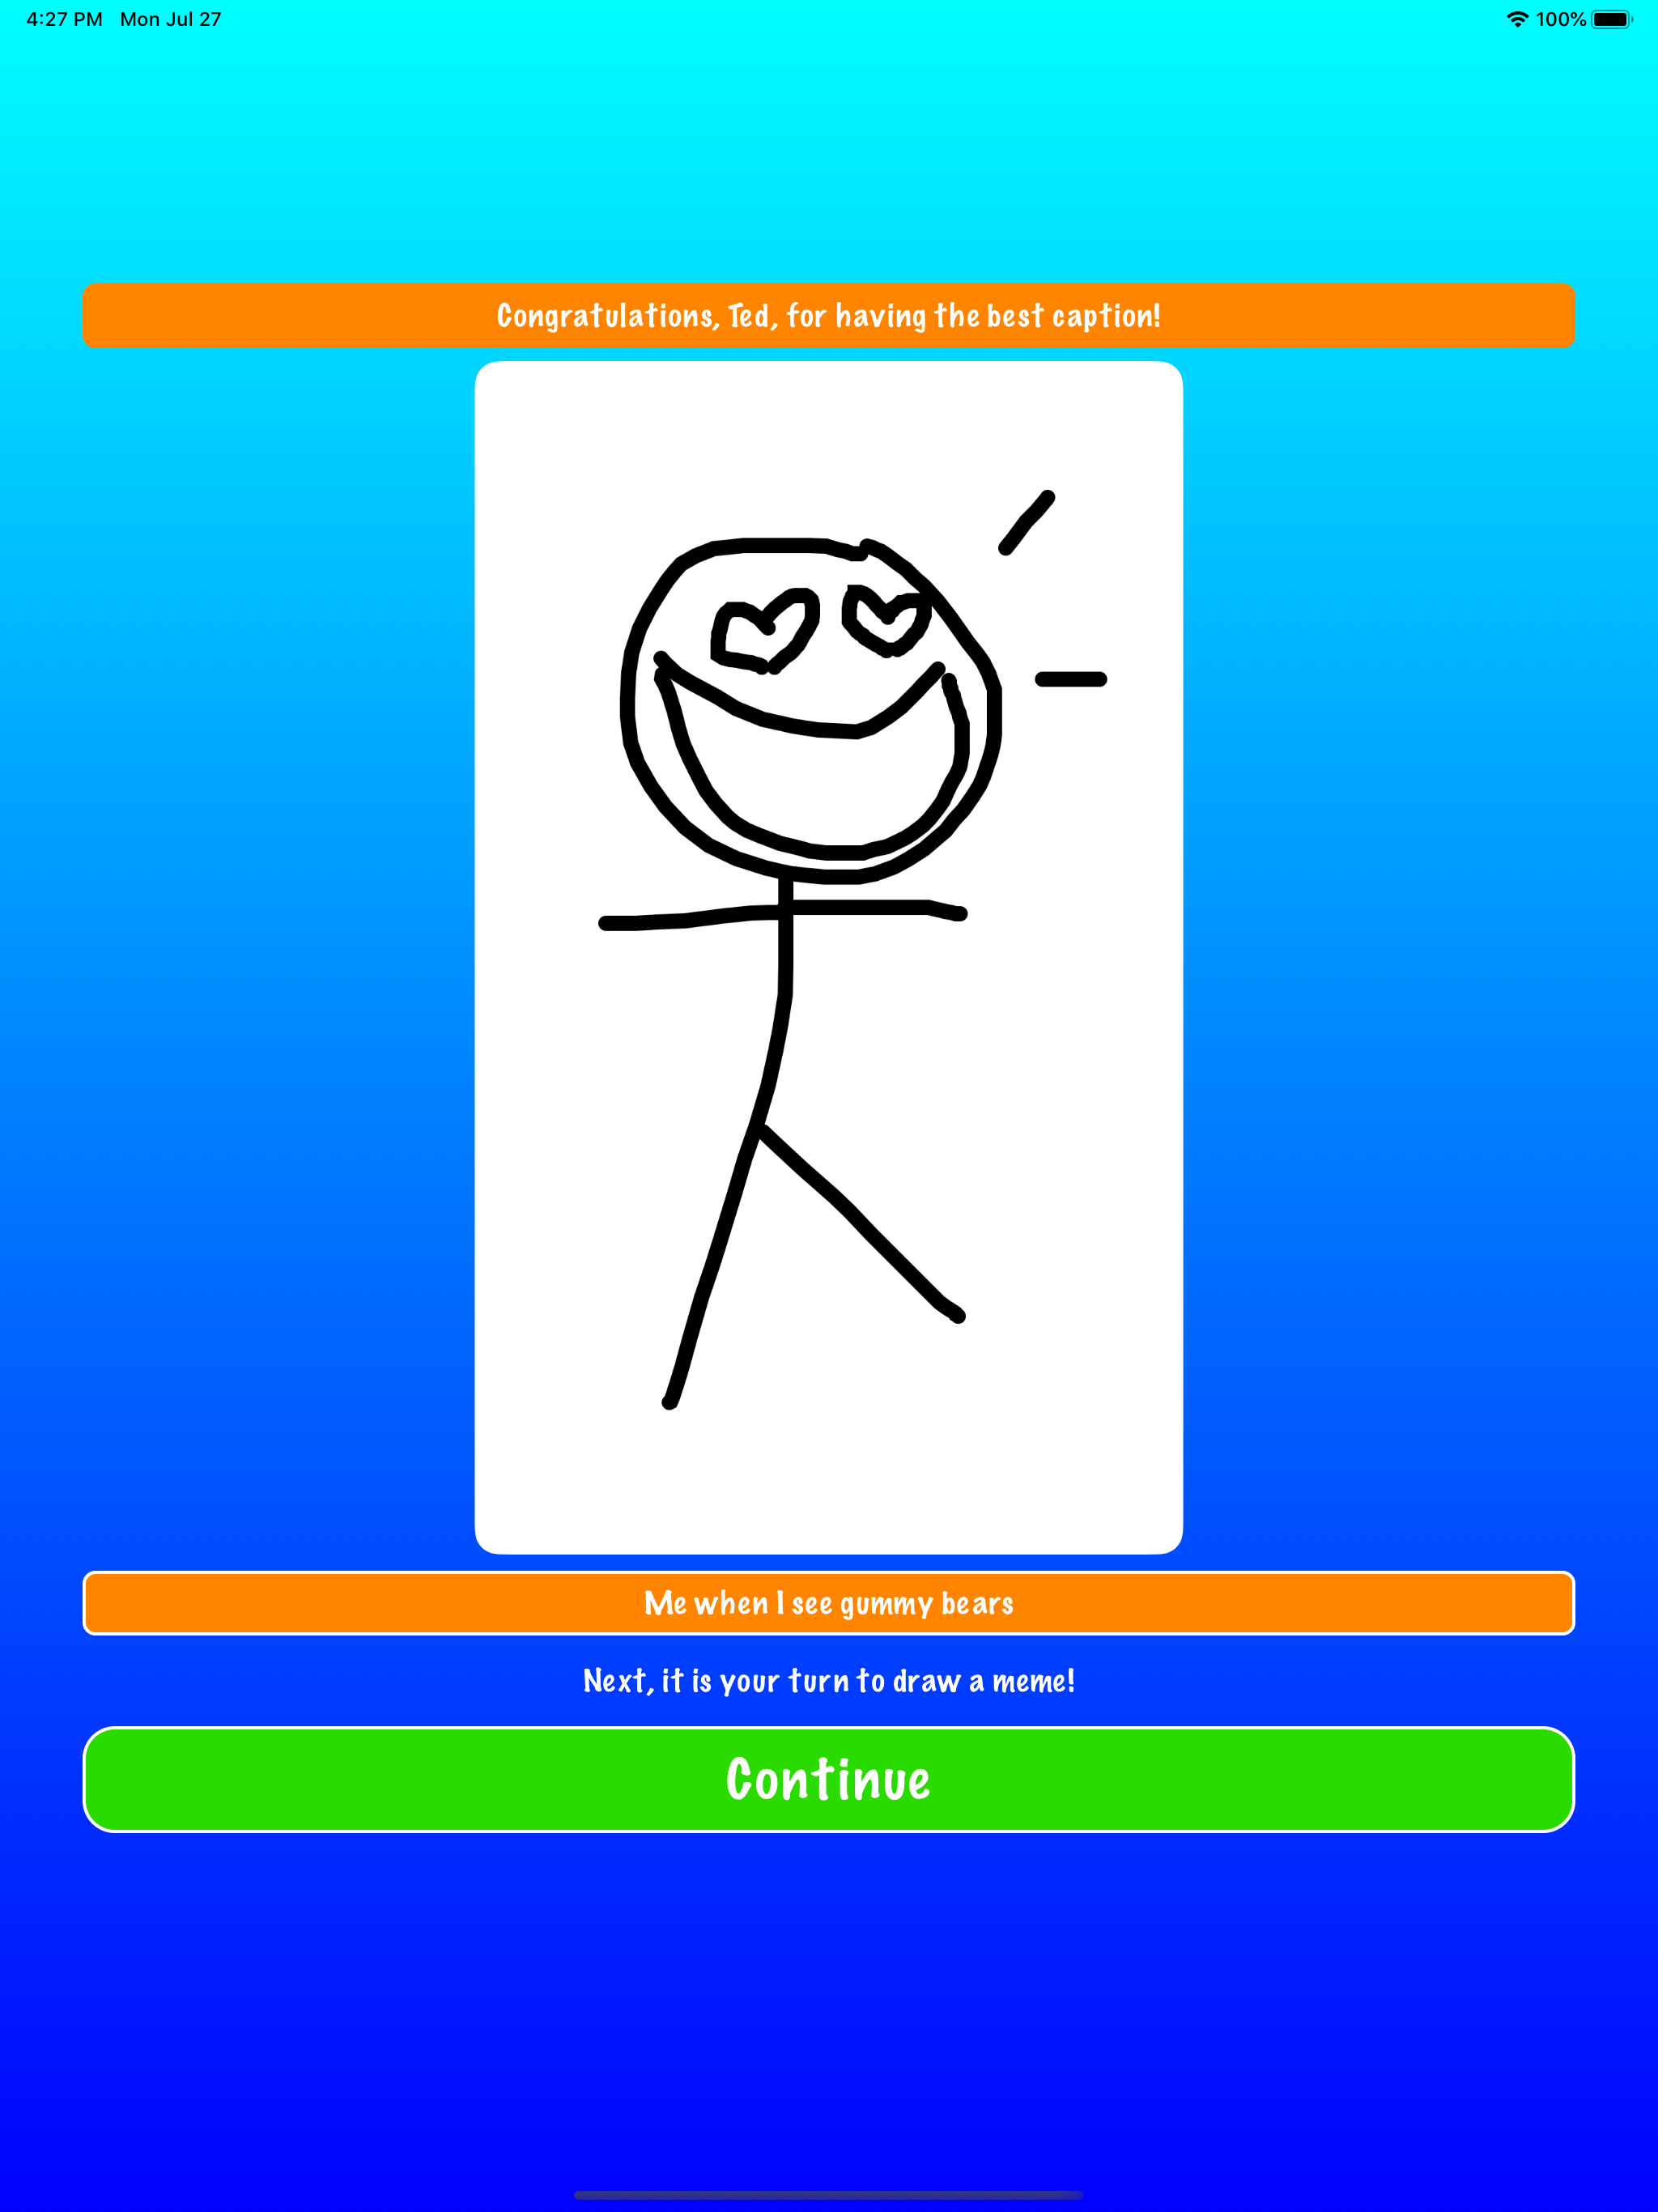 4:27 PM Mon Jul 27 100%
Congratulations, Ted, for having the best caption!
Me when I see gummy bears
Next, it is your turn to draw a meme!
Continue